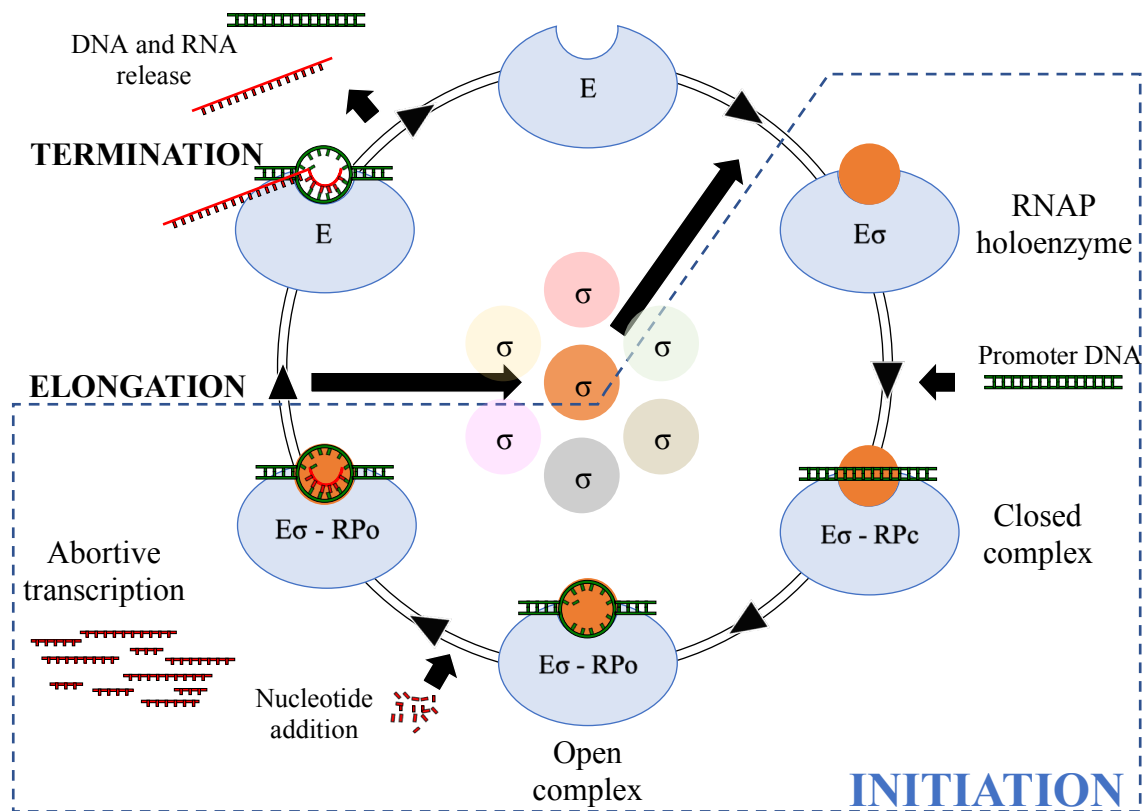 DNA and RNA
release
E
TERMINATION
E
Eσ
RNAP
holoenzyme
σ
σ
σ
Promoter DNA
ELONGATION
σ
σ
σ
σ
Eσ - RPo
Eσ - RPc
Closed
complex
Abortive
transcription
Eσ - RPo
Nucleotide
addition
Open
complex
INITIATION